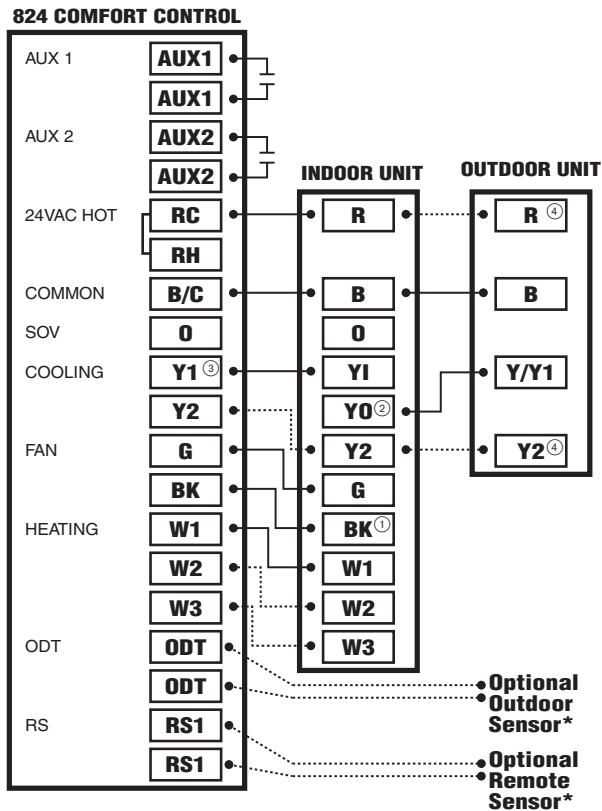 824 COMFORT CONTROL
AUX 1 AUX1
AUX1
AUX 2 AUX2
AUX2
INDOOR UNIT OUTDOOR UNIT
24VAC HOT RC R R ④
RH
COMMON B/C B B
SOV O O
COOLING Y1 ③ YI Y/Y1
YO ②
Y2 Y2 Y2 ④
FAN G G
BK BK ①
HEATING W1 W1
W2 W2
W3 W3
ODT ODT
ODT
Optional
Outdoor
Sensor*
RS RS1
RS1
Optional
Remote
Sensor*